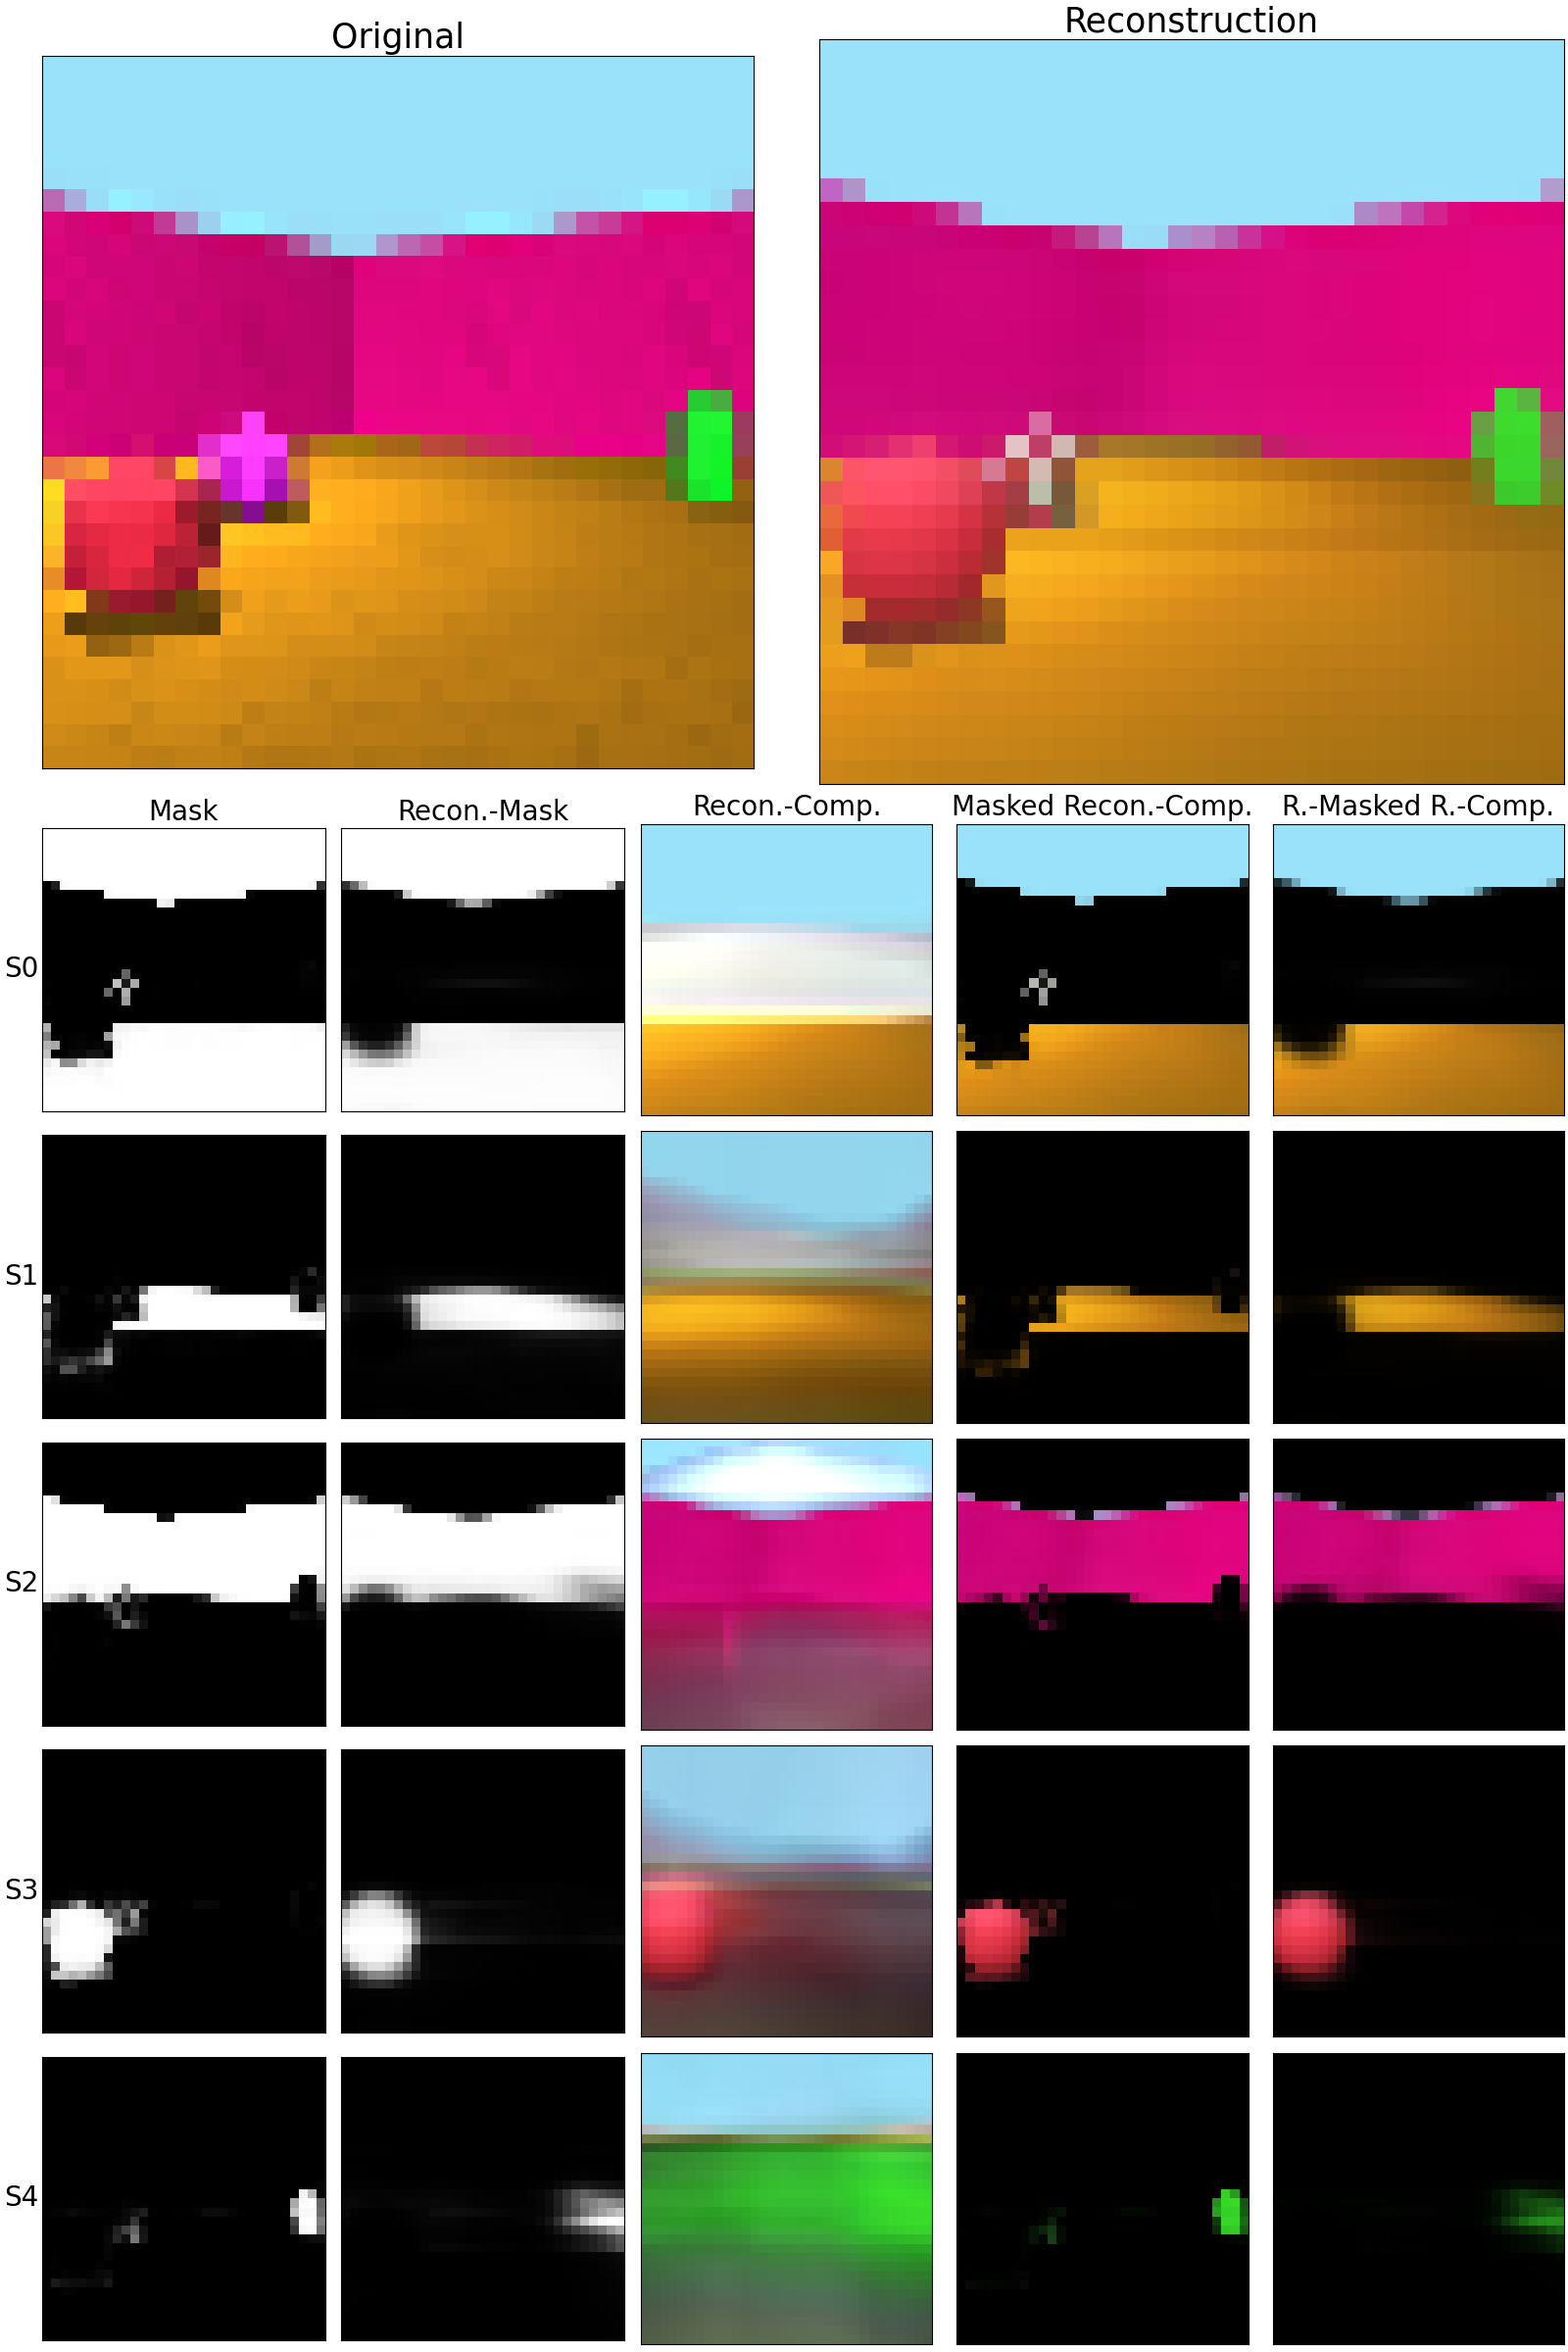 Original
Reconstruction
Mask
Recon.-Mask
Recon.-Comp.
Masked Recon.-Comp.
R.-Masked R.-Comp.
S0
S1
S2
S3
S4